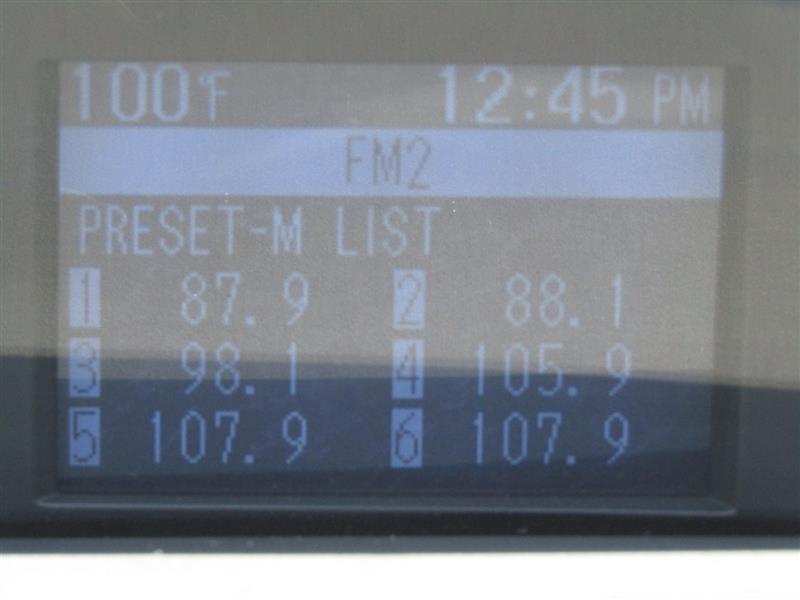 100°F 12:45 PM
FM2
PRESET-M LIST
1 87.9 2 88.1
3 98.1 4 105.9
5 107.9 6 107.9